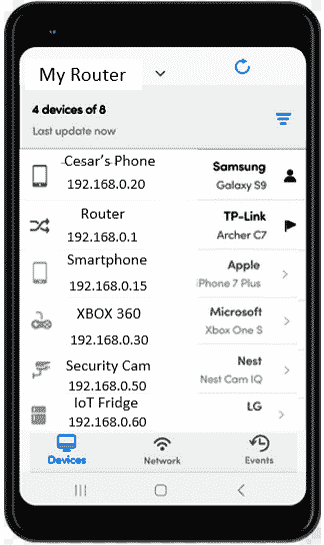 My Router
4 devices of 8
Last update now
Cesar's Phone
Samsung
192.168.0.20
Galaxy S9
Router
TP-Link
192.168.0.1
Archer C7
Smartphone
Apple
192.168.0.15
iPhone 7 Plus
XBOX 360
Microsoft
192.168.0.30
Xbox One S
Security Cam
Nest
192.168.0.50
Nest Cam IQ
IoT Fridge
LG
192.168.0.60
Devices
Network
Events